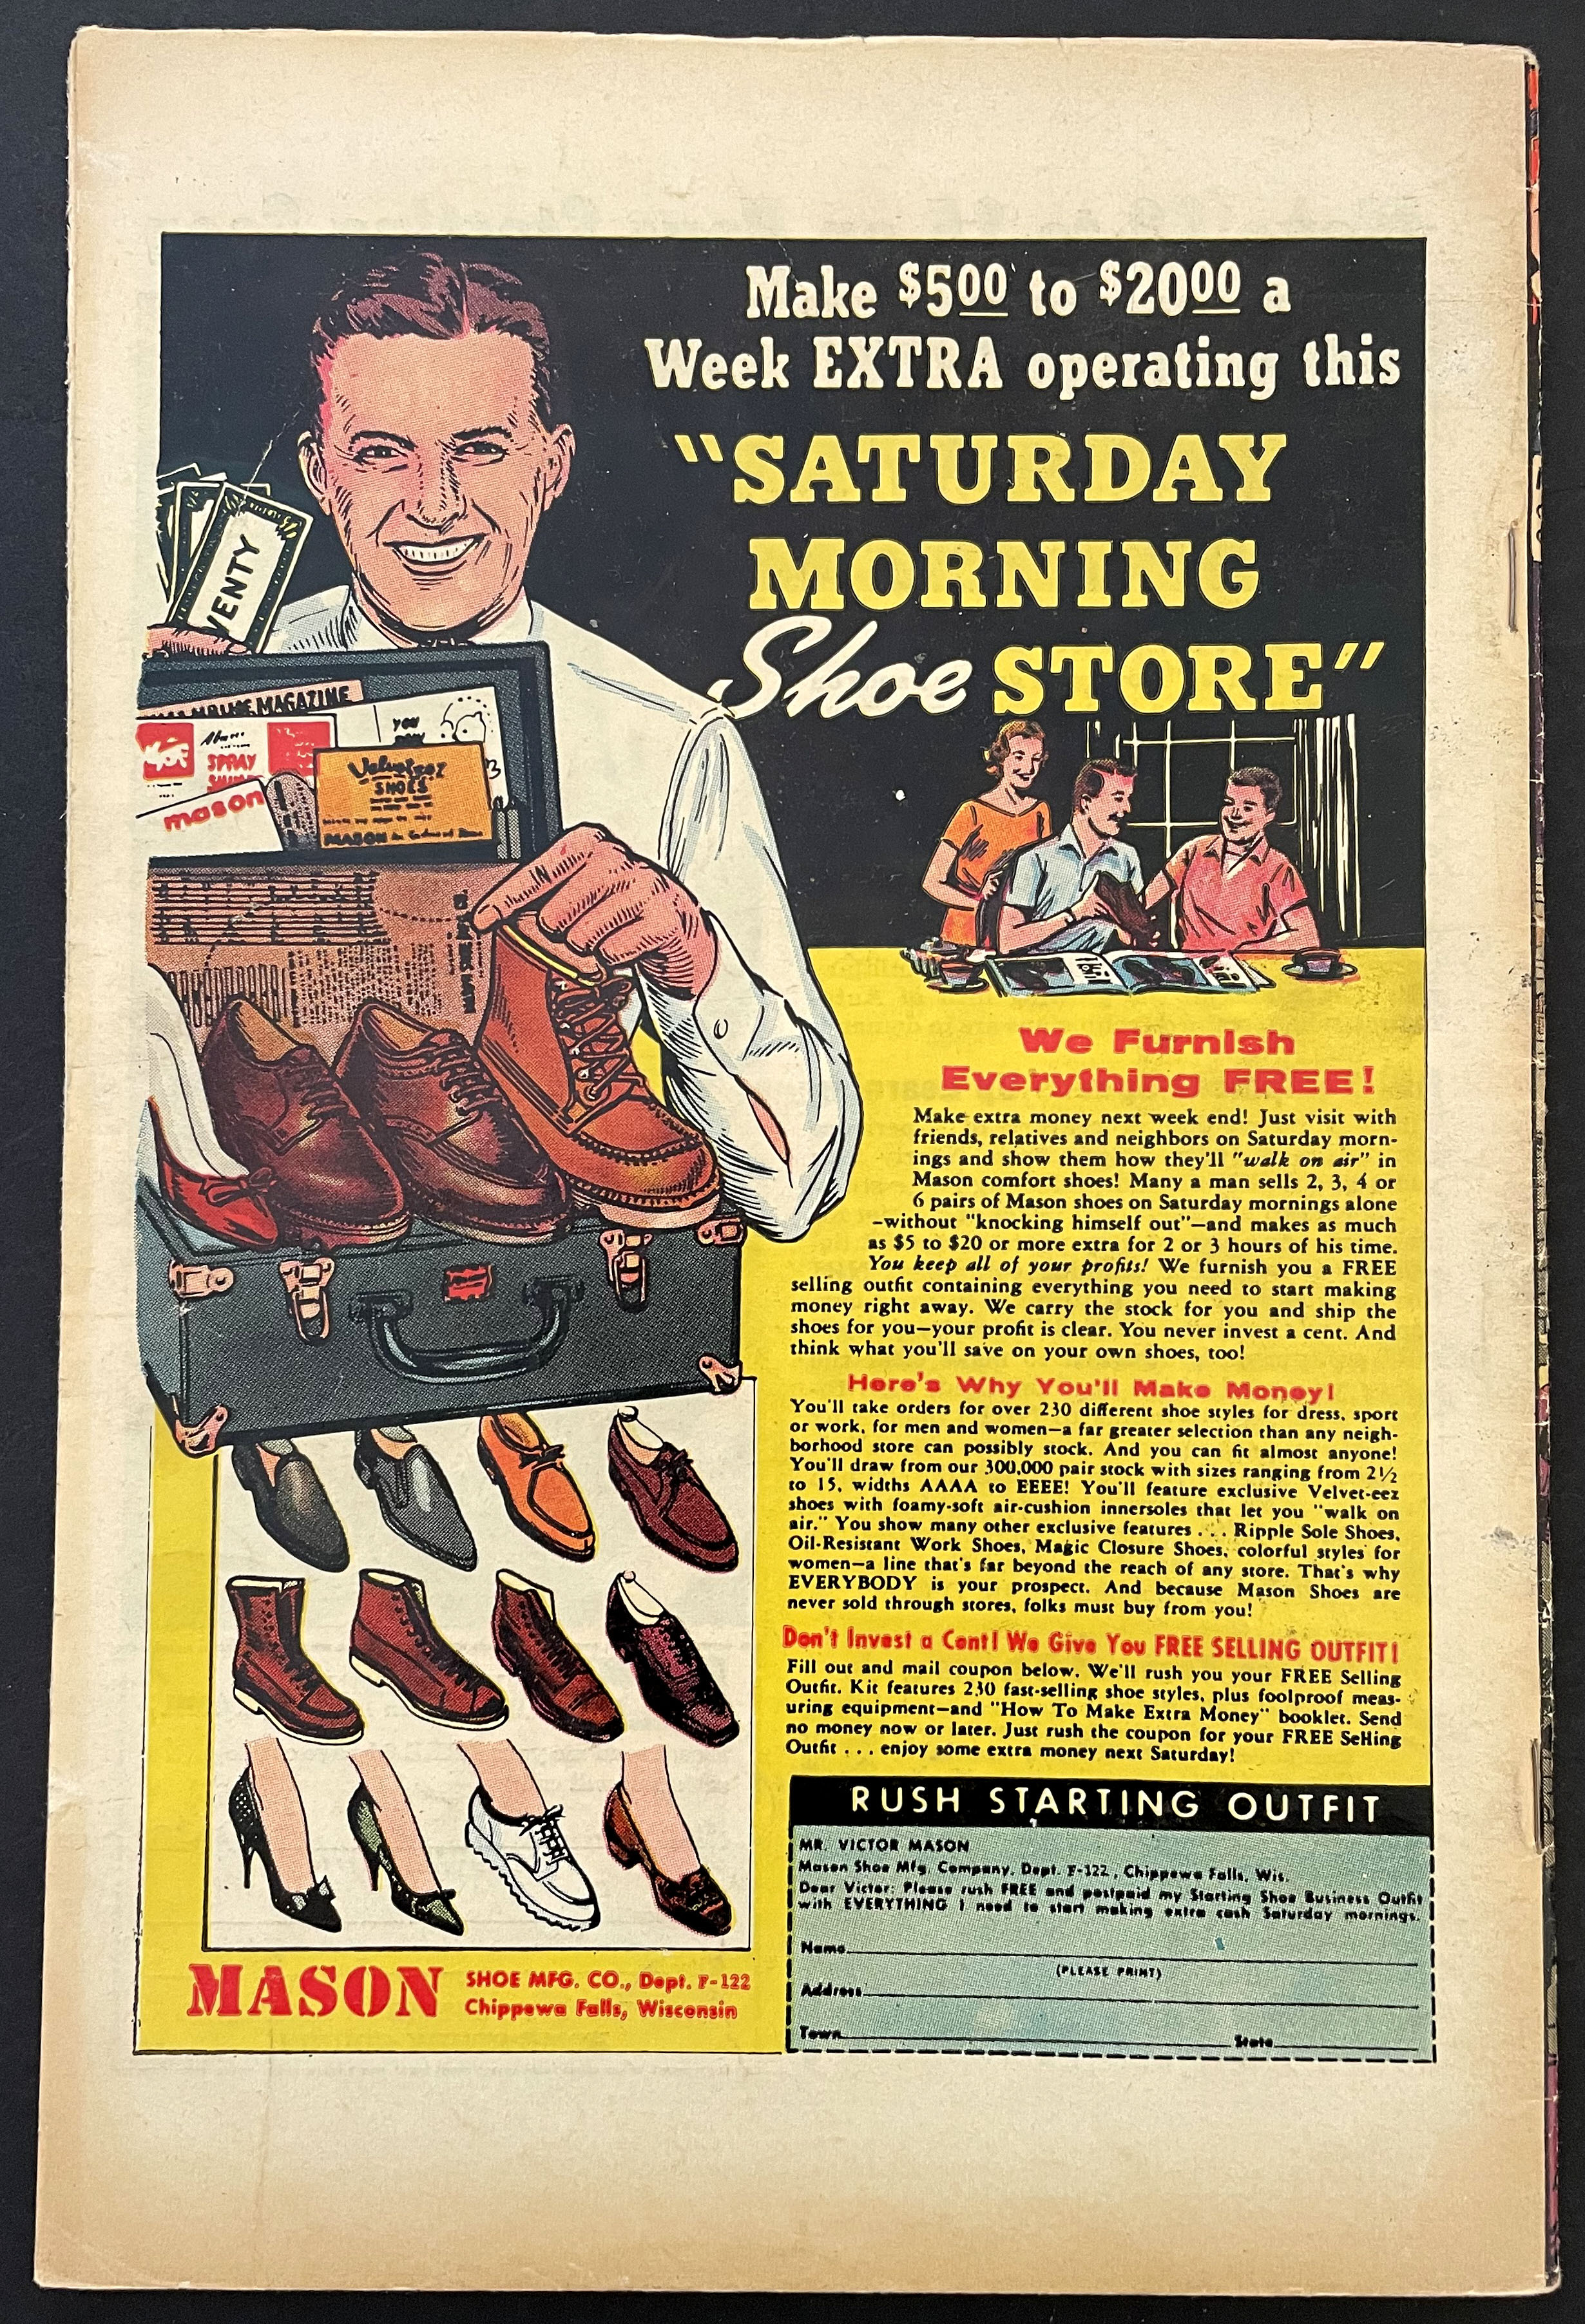 Make $5.00 to $20.00 a
Week EXTRA operating this
"SATURDAY
MORNING
Shoe STORE"
VENTY
MAGAZINE
SPRAY
YOU
mason
Velvet-eez
SHOES
MASON
We Furnish
Everything FREE!
Make extra money next week end! Just visit with
friends, relatives and neighbors on Saturday morn-
ings and show them how they'll "walk on air" in
Mason comfort shoes! Many a man sells 2, 3, 4 or
6 pairs of Mason shoes on Saturday mornings alone
-without "knocking himself out"—and makes as much
as $5 to $20 or more extra for 2 or 3 hours of his time.
You keep all of your profits! We furnish you a FREE
selling outfit containing everything you need to start making
money right away. We carry the stock for you and ship the
shoes for you—your profit is clear. You never invest a cent. And
think what you'll save on your own shoes, too!
Here's Why You'll Make Money!
You'll take orders for over 230 different shoe styles for dress, sport
or work, for men and women—a far greater selection than any neigh-
borhood store can possibly stock. And you can fit almost anyone!
You'll draw from our 300,000 pair stock with sizes ranging from 2½
to 15, widths AAAA to EEEE! You'll feature exclusive Velvet-eez
shoes with foamy-soft air-cushion innersoles that let you "walk on
air." You show many other exclusive features . . . Ripple Sole Shoes,
Oil-Resistant Work Shoes, Magic Closure Shoes, colorful styles for
women—a line that's far beyond the reach of any store. That's why
EVERYBODY is your prospect. And because Mason Shoes are
never sold through stores, folks must buy from you!
Don't Invest a Cent! We Give You FREE SELLING OUTFIT!
Fill out and mail coupon below. We'll rush you your FREE Selling
Outfit. Kit features 230 fast-selling shoe styles, plus foolproof meas-
uring equipment—and "How To Make Extra Money" booklet. Send
no money now or later. Just rush the coupon for your FREE Selling
Outfit . . . enjoy some extra money next Saturday!
RUSH STARTING OUTFIT
MR. VICTOR MASON
Mason Shoe Mfg. Company, Dept. F-122, Chippewa Falls, Wis.
Dear Victor: Please rush FREE and postpaid my Starting Shoe Business Outfit
with EVERYTHING I need to start making extra cash Saturday mornings.
Name
(PLEASE PRINT)
Address
Town State
MASON SHOE MFG. CO., Dept. F-122
Chippewa Falls, Wisconsin